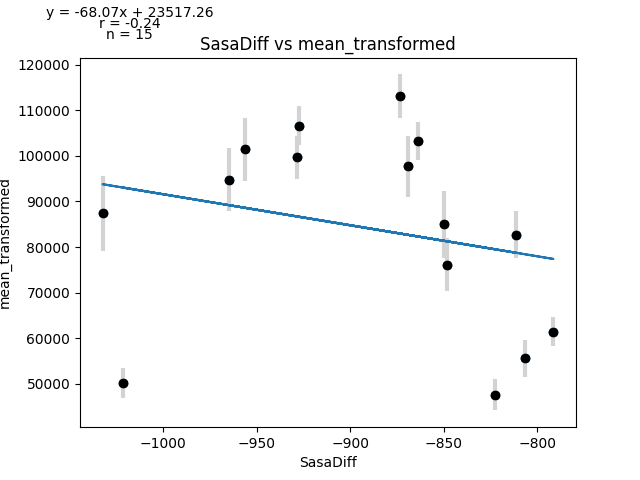 y = -68.07x + 23517.26
r = -0.24
n = 15
SasaDiff vs mean_transformed
120000
110000
100000
90000
80000
70000
60000
50000
mean_transformed
−1000
−950
−900
−850
−800
SasaDiff